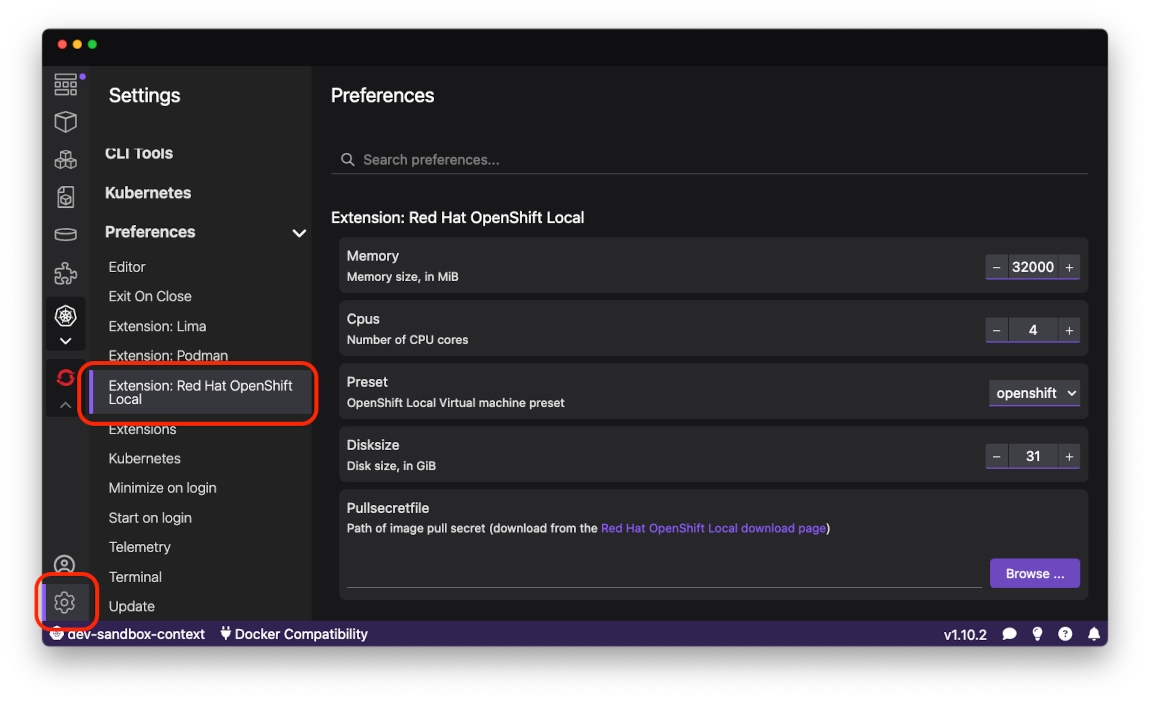 Settings
CLI Tools
Kubernetes
Preferences
Editor
Exit On Close
Extension: Lima
Extension: Podman
Extension: Red Hat OpenShift
Local
Extensions
Kubernetes
Minimize on login
Start on login
Telemetry
Terminal
Update
Preferences
Search preferences...
Extension: Red Hat OpenShift Local
Memory
Memory size, in MiB
− 32000 +
Cpus
Number of CPU cores
− 4 +
Preset
OpenShift Local Virtual machine preset
openshift
Disksize
Disk size, in GiB
− 31 +
Pullsecretfile
Path of image pull secret (download from the Red Hat OpenShift Local download page)
Browse ...
dev-sandbox-context Docker Compatibility
v1.10.2